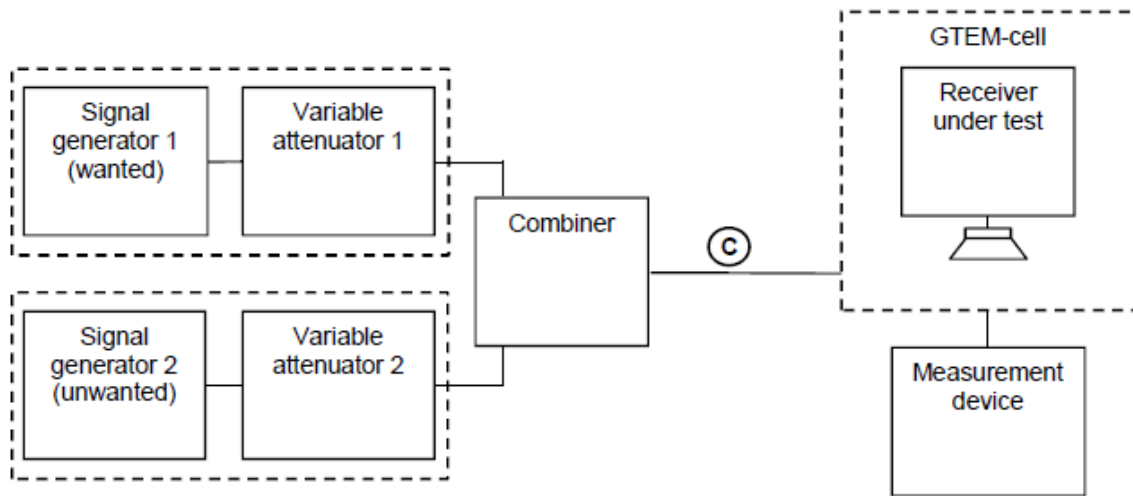 GTEM-cell
Signal
generator 1
(wanted)
Variable
attenuator 1
Receiver
under test
Combiner
C
Signal
generator 2
(unwanted)
Variable
attenuator 2
Measurement
device